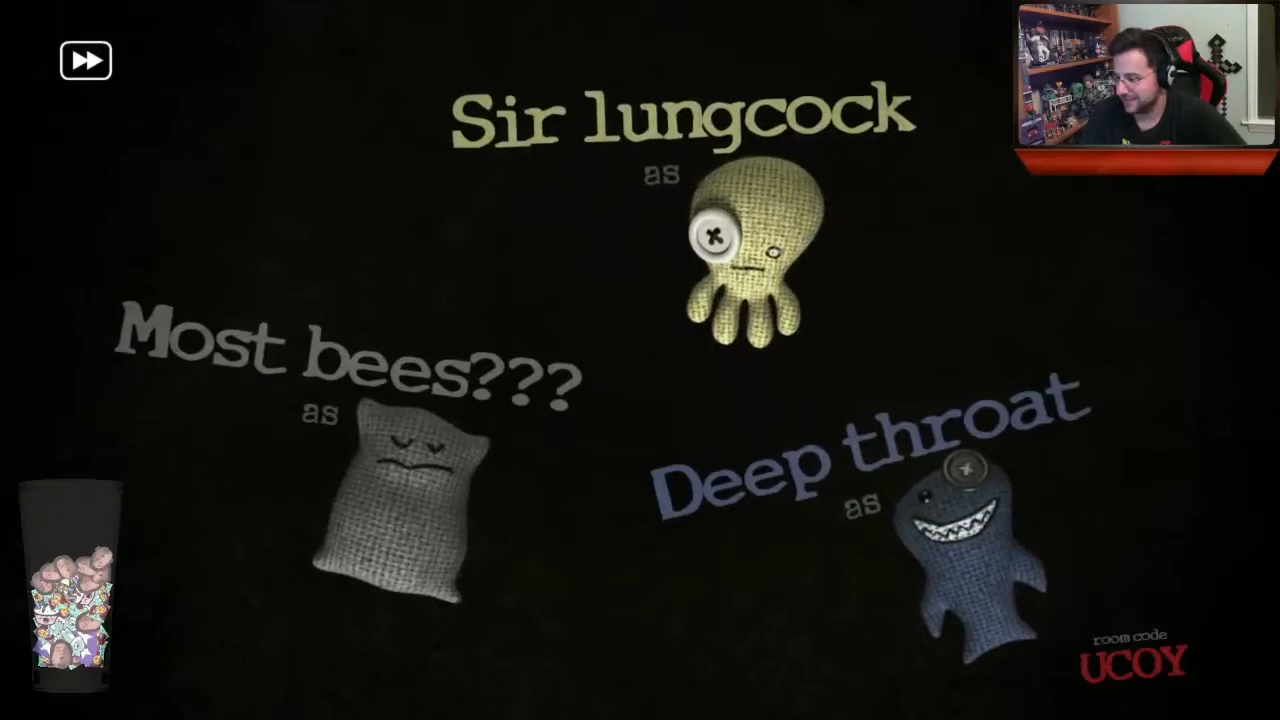 Sir lungcock
as
Most bees???
as
Deep throat
as
room code
UCOY